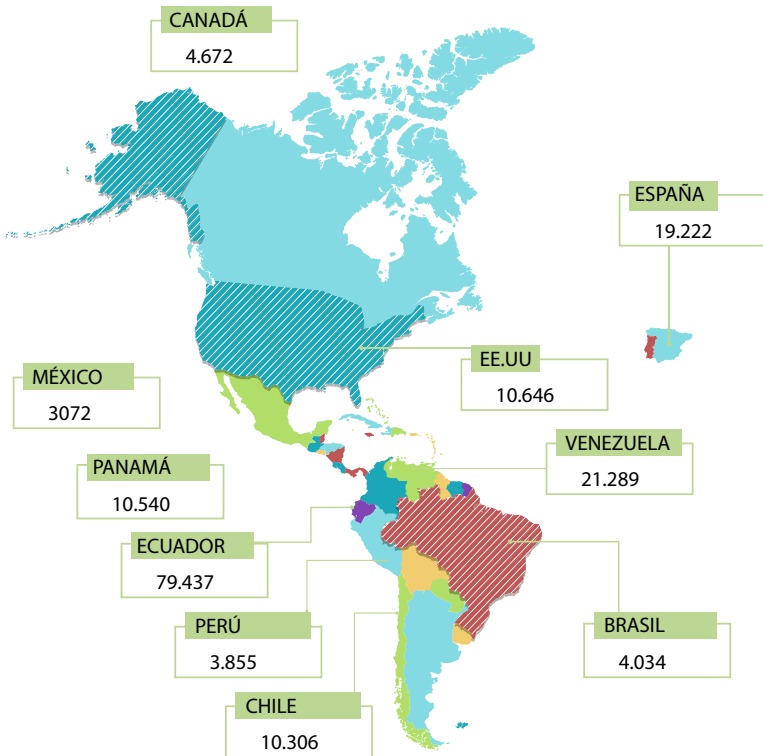 CANADÁ
4.672
ESPAÑA
19.222
EE.UU
10.646
MÉXICO
3072
VENEZUELA
21.289
PANAMÁ
10.540
ECUADOR
79.437
PERÚ
3.855
BRASIL
4.034
CHILE
10.306